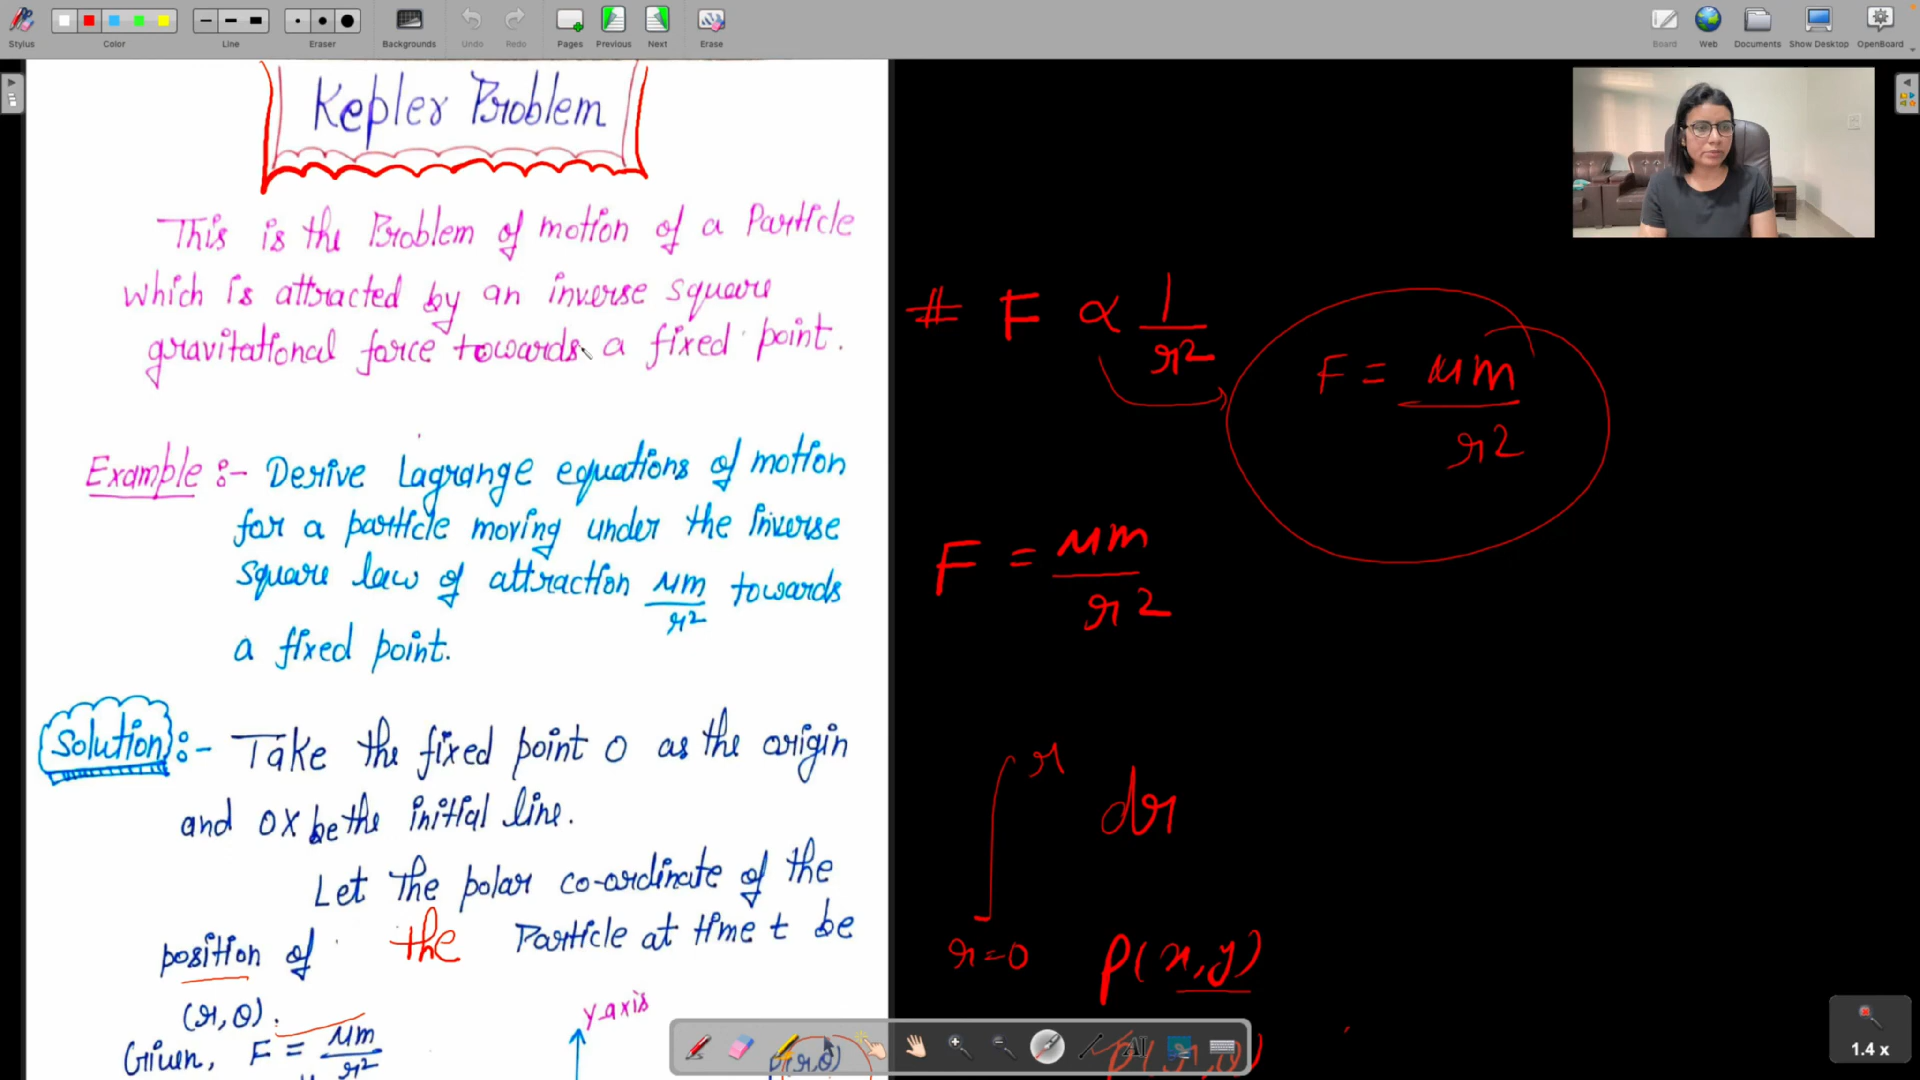 Stylus
Color
Line
Eraser
Backgrounds
Undo
Redo
Pages
Previous
Next
Erase
Board
Web
Documents
Show Desktop
OpenBoard
Kepler Problem
This is the Problem of motion of a Particle
which is attracted by an inverse square
gravitational force towards a fixed point.
Example :- Derive Lagrange equations of motion
for a particle moving under the inverse
square law of attraction μm/r² towards
a fixed point.
Solution :- Take the fixed point O as the origin
and OX be the initial line.
Let the polar co-ordinate of the
position of the Particle at time t be
(r, θ).
Given, F = μm/r²
y-axis
(r,θ)
# F ∝ 1/r²
F = μm/r²
F = μm/r²
∫ r dr
r=0
P(x,y)
P(r,θ)
1.4 x